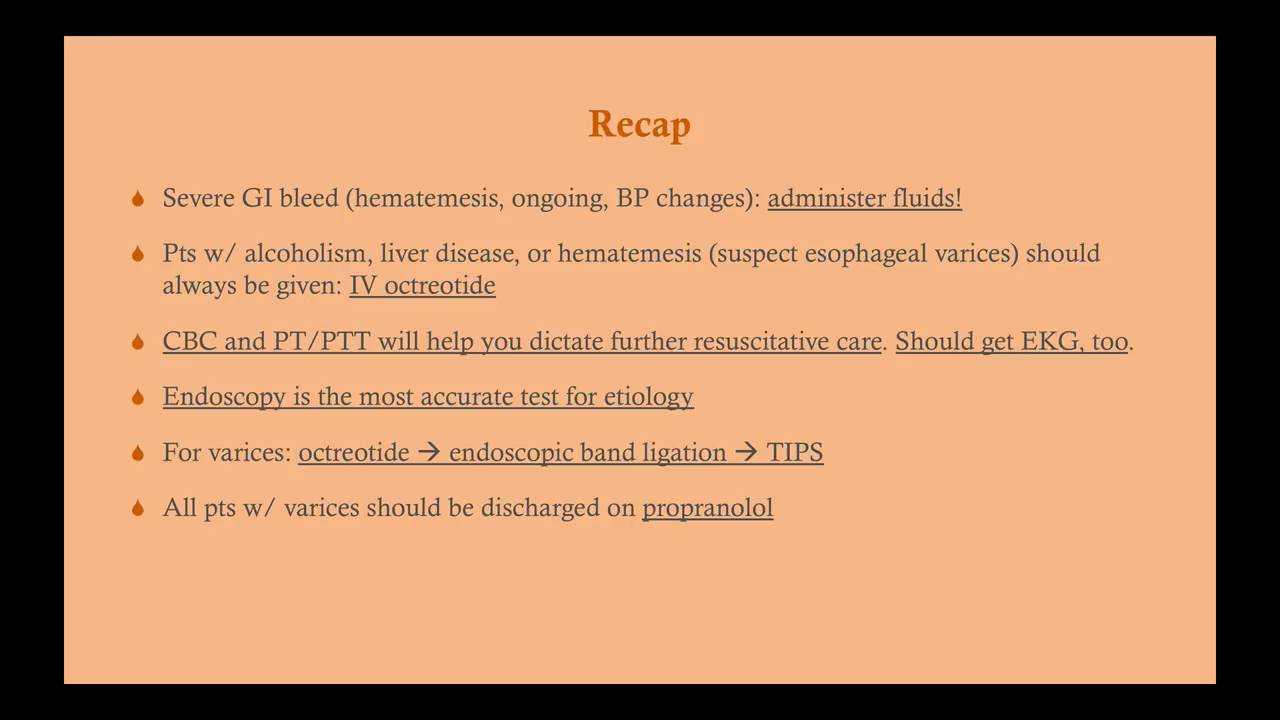 Recap
Severe GI bleed (hematemesis, ongoing, BP changes): administer fluids!
Pts w/ alcoholism, liver disease, or hematemesis (suspect esophageal varices) should
always be given: IV octreotide
CBC and PT/PTT will help you dictate further resuscitative care. Should get EKG, too.
Endoscopy is the most accurate test for etiology
For varices: octreotide → endoscopic band ligation → TIPS
All pts w/ varices should be discharged on propranolol